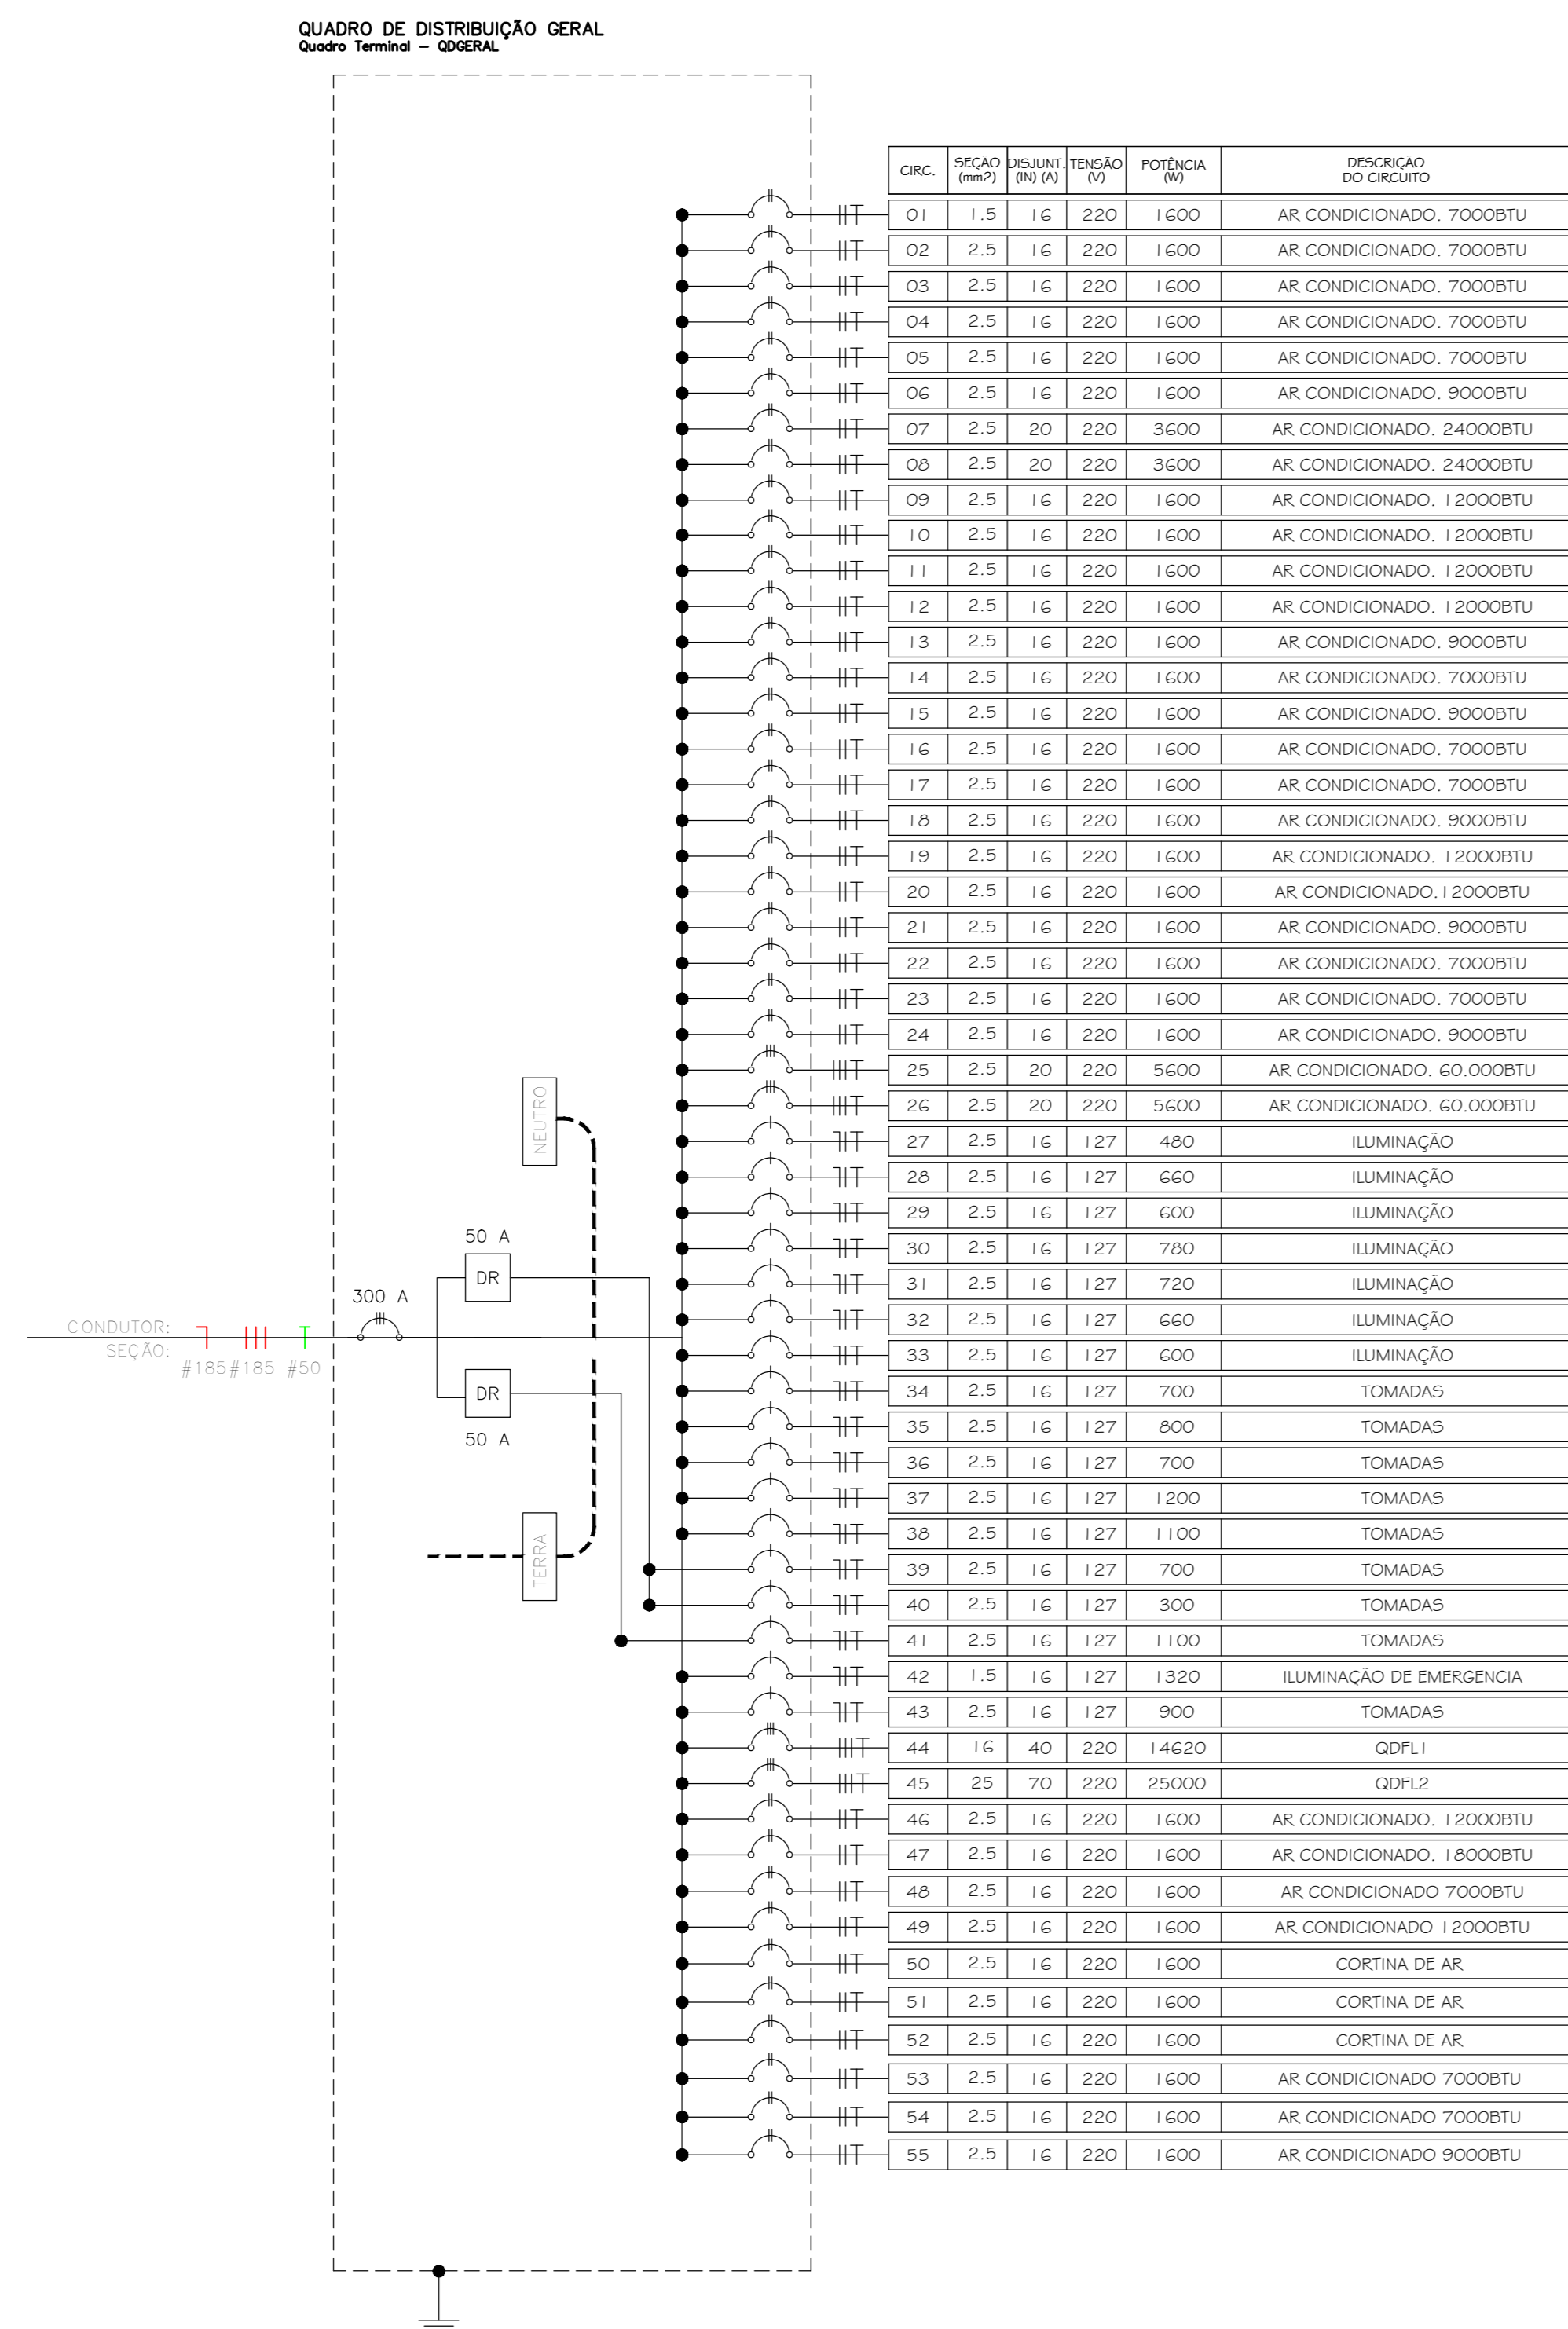 QUADRO DE DISTRIBUIÇÃO GERAL
Quadro Terminal – QDGERAL
CIRC. SEÇÃO (mm2) DISJUNT. (IN) (A) TENSÃO (V) POTÊNCIA (W) DESCRIÇÃO DO CIRCUITO
01 1.5 16 220 1600 AR CONDICIONADO. 7000BTU
02 2.5 16 220 1600 AR CONDICIONADO. 7000BTU
03 2.5 16 220 1600 AR CONDICIONADO. 7000BTU
04 2.5 16 220 1600 AR CONDICIONADO. 7000BTU
05 2.5 16 220 1600 AR CONDICIONADO. 7000BTU
06 2.5 16 220 1600 AR CONDICIONADO. 9000BTU
07 2.5 20 220 3600 AR CONDICIONADO. 24000BTU
08 2.5 20 220 3600 AR CONDICIONADO. 24000BTU
09 2.5 16 220 1600 AR CONDICIONADO. 12000BTU
10 2.5 16 220 1600 AR CONDICIONADO. 12000BTU
11 2.5 16 220 1600 AR CONDICIONADO. 12000BTU
12 2.5 16 220 1600 AR CONDICIONADO. 12000BTU
13 2.5 16 220 1600 AR CONDICIONADO. 9000BTU
14 2.5 16 220 1600 AR CONDICIONADO. 7000BTU
15 2.5 16 220 1600 AR CONDICIONADO. 9000BTU
16 2.5 16 220 1600 AR CONDICIONADO. 7000BTU
17 2.5 16 220 1600 AR CONDICIONADO. 7000BTU
18 2.5 16 220 1600 AR CONDICIONADO. 9000BTU
19 2.5 16 220 1600 AR CONDICIONADO. 12000BTU
20 2.5 16 220 1600 AR CONDICIONADO.12000BTU
21 2.5 16 220 1600 AR CONDICIONADO. 9000BTU
22 2.5 16 220 1600 AR CONDICIONADO. 7000BTU
23 2.5 16 220 1600 AR CONDICIONADO. 7000BTU
24 2.5 16 220 1600 AR CONDICIONADO. 9000BTU
25 2.5 20 220 5600 AR CONDICIONADO. 60.000BTU
26 2.5 20 220 5600 AR CONDICIONADO. 60.000BTU
27 2.5 16 127 480 ILUMINAÇÃO
28 2.5 16 127 660 ILUMINAÇÃO
29 2.5 16 127 600 ILUMINAÇÃO
30 2.5 16 127 780 ILUMINAÇÃO
31 2.5 16 127 720 ILUMINAÇÃO
32 2.5 16 127 660 ILUMINAÇÃO
33 2.5 16 127 600 ILUMINAÇÃO
34 2.5 16 127 700 TOMADAS
35 2.5 16 127 800 TOMADAS
36 2.5 16 127 700 TOMADAS
37 2.5 16 127 1200 TOMADAS
38 2.5 16 127 1100 TOMADAS
39 2.5 16 127 700 TOMADAS
40 2.5 16 127 300 TOMADAS
41 2.5 16 127 1100 TOMADAS
42 1.5 16 127 1320 ILUMINAÇÃO DE EMERGENCIA
43 2.5 16 127 900 TOMADAS
44 16 40 220 14620 QDFL1
45 25 70 220 25000 QDFL2
46 2.5 16 220 1600 AR CONDICIONADO. 12000BTU
47 2.5 16 220 1600 AR CONDICIONADO. 18000BTU
48 2.5 16 220 1600 AR CONDICIONADO 7000BTU
49 2.5 16 220 1600 AR CONDICIONADO 12000BTU
50 2.5 16 220 1600 CORTINA DE AR
51 2.5 16 220 1600 CORTINA DE AR
52 2.5 16 220 1600 CORTINA DE AR
53 2.5 16 220 1600 AR CONDICIONADO 7000BTU
54 2.5 16 220 1600 AR CONDICIONADO 7000BTU
55 2.5 16 220 1600 AR CONDICIONADO 9000BTU
NEUTRO
50 A
DR
300 A
CONDUTOR:
SEÇÃO:
#185 #185 #50
DR
50 A
TERRA